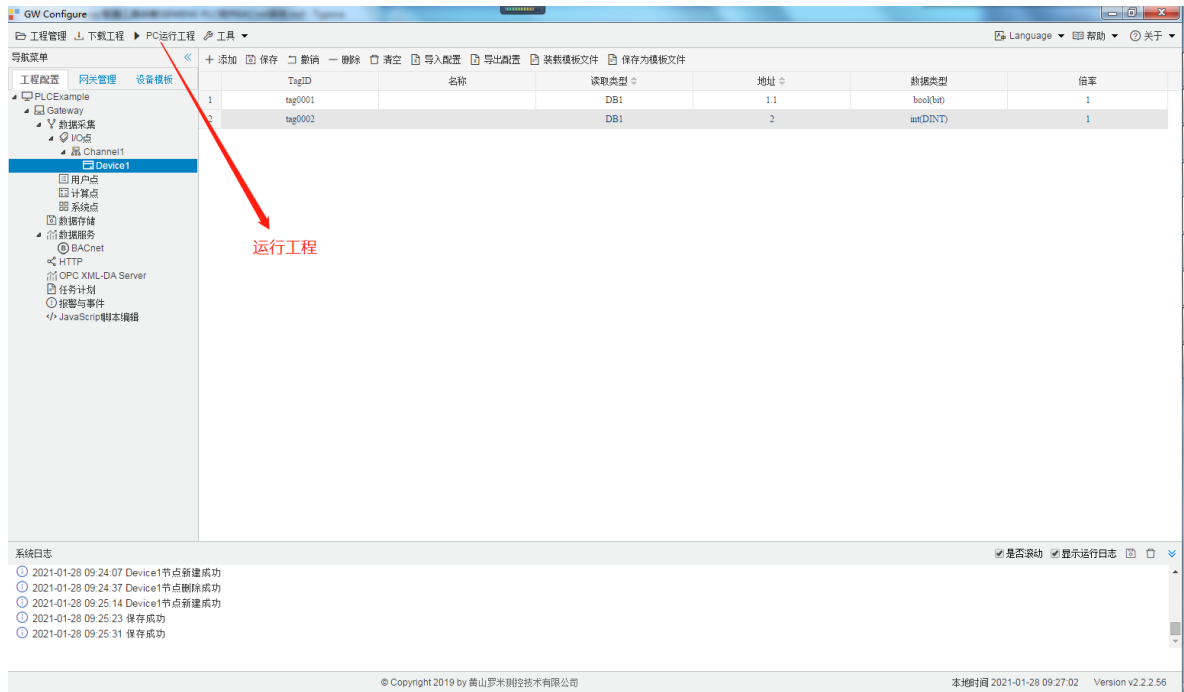 GW Configure
工程管理 下载工程 PC运行工程 工具 Language 帮助 关于
导航菜单
添加 保存 撤销 删除 清空 导入配置 导出配置 装载模板文件 保存为模板文件
工程配置 网关管理 设备模板
TagID 名称 读取类型 地址 数据类型 倍率
1 tag0001 DB1 1.1 bool(bit) 1
2 tag0002 DB1 2 int(DINT) 1
PLCExample
Gateway
数据采集
I/O点
Channel1
Device1
用户点
计算点
系统点
数据存储
数据服务
BACnet
HTTP
OPC XML-DA Server
任务计划
报警与事件
JavaScrip脚本编辑
运行工程
系统日志 是否滚动 显示运行日志
2021-01-28 09:24:07 Device1节点新建成功
2021-01-28 09:24:37 Device1节点删除成功
2021-01-28 09:25:14 Device1节点新建成功
2021-01-28 09:25:23 保存成功
2021-01-28 09:25:31 保存成功
© Copyright 2019 by 黄山罗米测控技术有限公司 本地时间 2021-01-28 09:27:02 Version v2.2.2.56